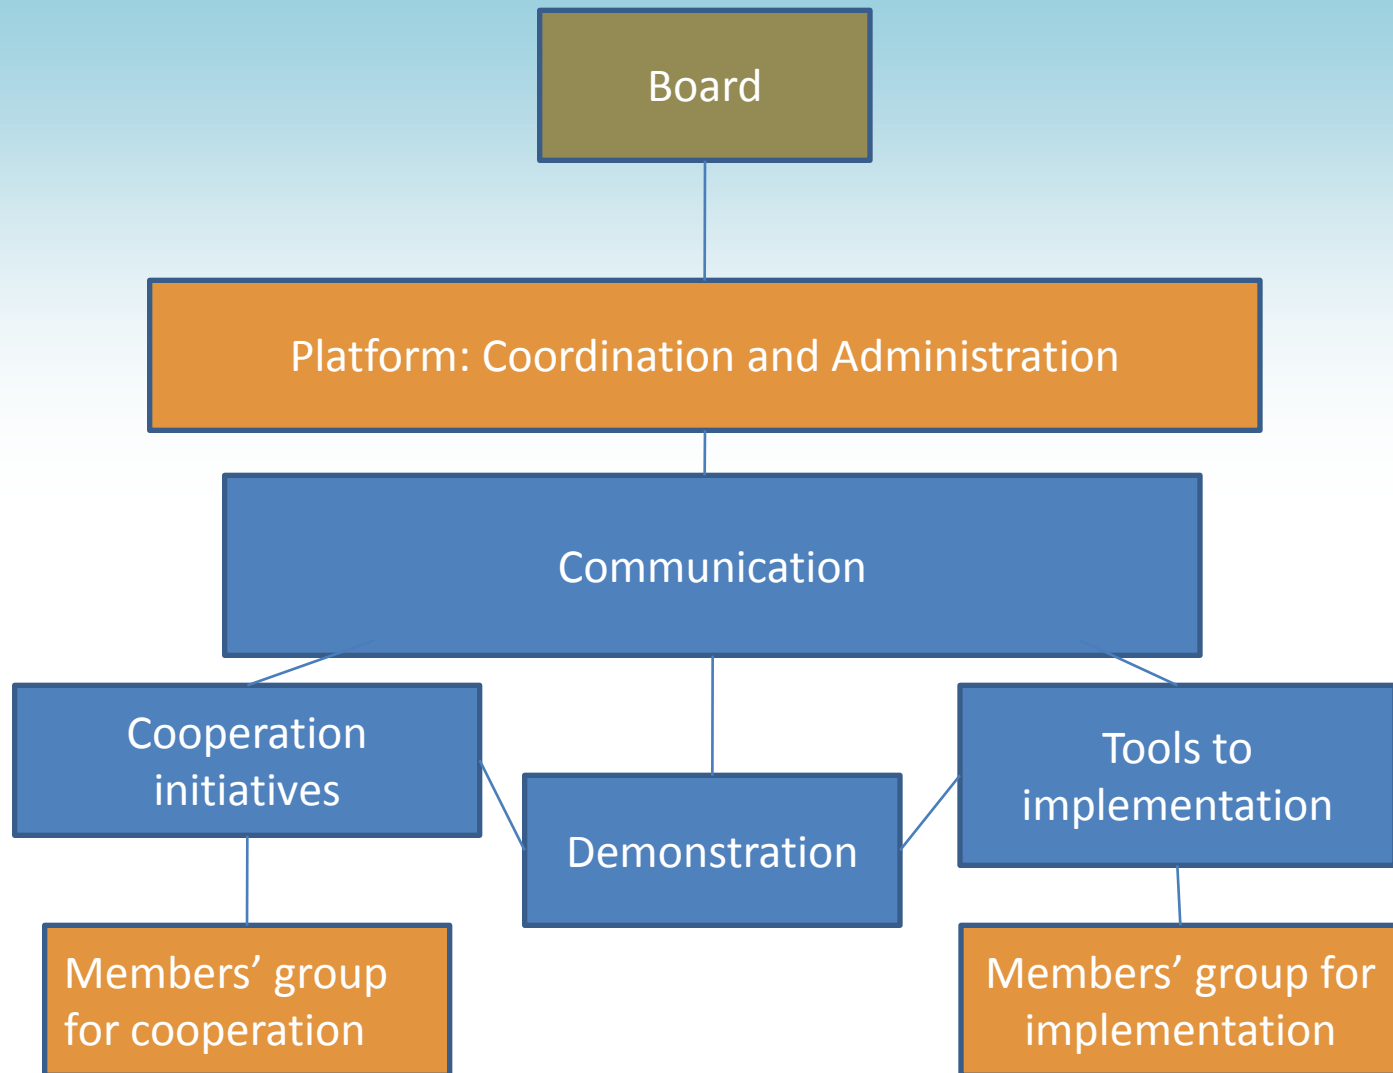 Board
Platform: Coordination and Administration
Communication
Cooperation
initiatives
Demonstration
Tools to
implementation
Members’ group
for cooperation
Members’ group for
implementation